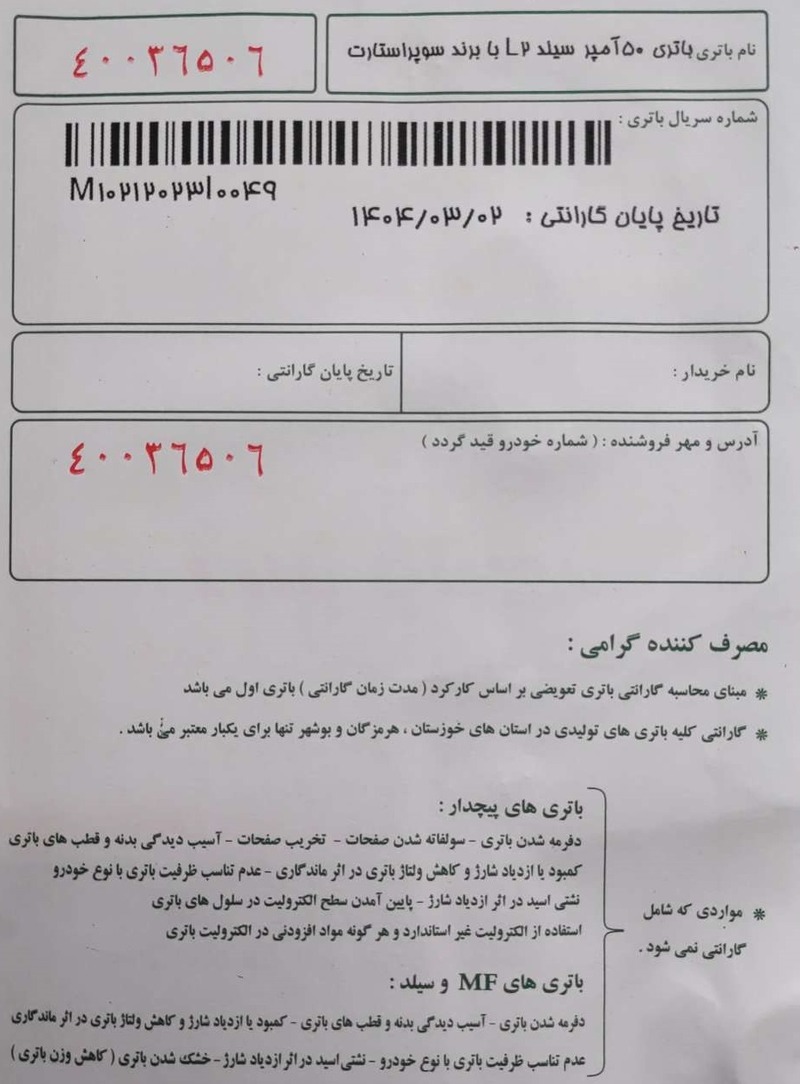 نام باتری باتری ۵۰آمپر سیلد L۲ با برند سوپراستارت
٤٠٠٣٦٥٠٦
شماره سریال باتری :
M۱۰۲۱۲۰۲۳۱۰۰۴۹
تاریخ پایان گارانتی : ۱۴۰۴/۰۳/۰۲
نام خریدار :
تاریخ پایان گارانتی :
آدرس و مهر فروشنده : ( شماره خودرو قید گردد )
٤٠٠٣٦٥٠٦
مصرف کننده گرامی :
* مبنای محاسبه گارانتی باتری تعویضی بر اساس کارکرد ( مدت زمان گارانتی ) باتری اول می باشد
* گارانتی کلیه باتری های تولیدی در استان های خوزستان ، هرمزگان و بوشهر تنها برای یکبار معتبر می باشد .
* مواردی که شامل
گارانتی نمی شود .
باتری های پیچدار :
دفرمه شدن باتری - سولفاته شدن صفحات - تخریب صفحات - آسیب دیدگی بدنه و قطب های باتری
کمبود یا ازدیاد شارژ و کاهش ولتاژ باتری در اثر ماندگاری - عدم تناسب ظرفیت باتری با نوع خودرو
نشتی اسید در اثر ازدیاد شارژ - پایین آمدن سطح الکترولیت در سلول های باتری
استفاده از الکترولیت غیر استاندارد و هر گونه مواد افزودنی در الکترولیت باتری
باتری های MF و سیلد :
دفرمه شدن باتری - آسیب دیدگی بدنه و قطب های باتری - کمبود یا ازدیاد شارژ و کاهش ولتاژ باتری در اثر ماندگاری
عدم تناسب ظرفیت باتری با نوع خودرو - نشتی اسید در اثر ازدیاد شارژ - خشک شدن باتری ( کاهش وزن باتری )